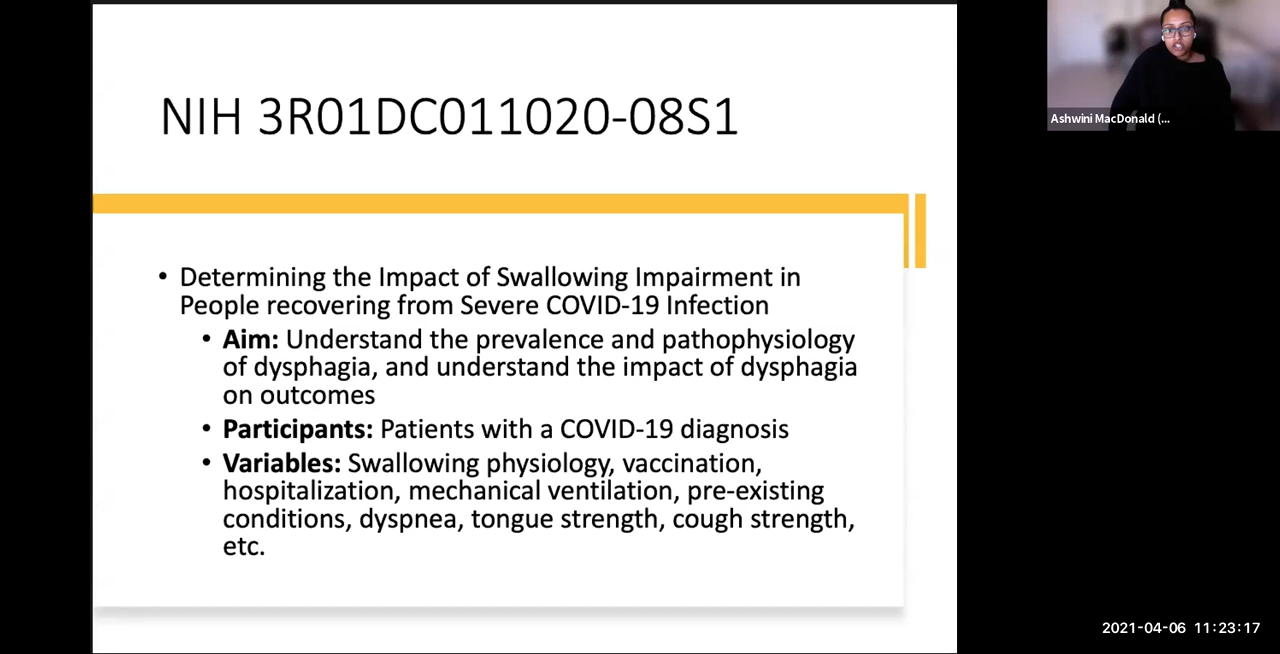 NIH 3R01DC011020-08S1
• Determining the Impact of Swallowing Impairment in
People recovering from Severe COVID-19 Infection
• Aim: Understand the prevalence and pathophysiology
of dysphagia, and understand the impact of dysphagia
on outcomes
• Participants: Patients with a COVID-19 diagnosis
• Variables: Swallowing physiology, vaccination,
hospitalization, mechanical ventilation, pre-existing
conditions, dyspnea, tongue strength, cough strength,
etc.
Ashwini MacDonald (...
2021-04-06 11:23:17